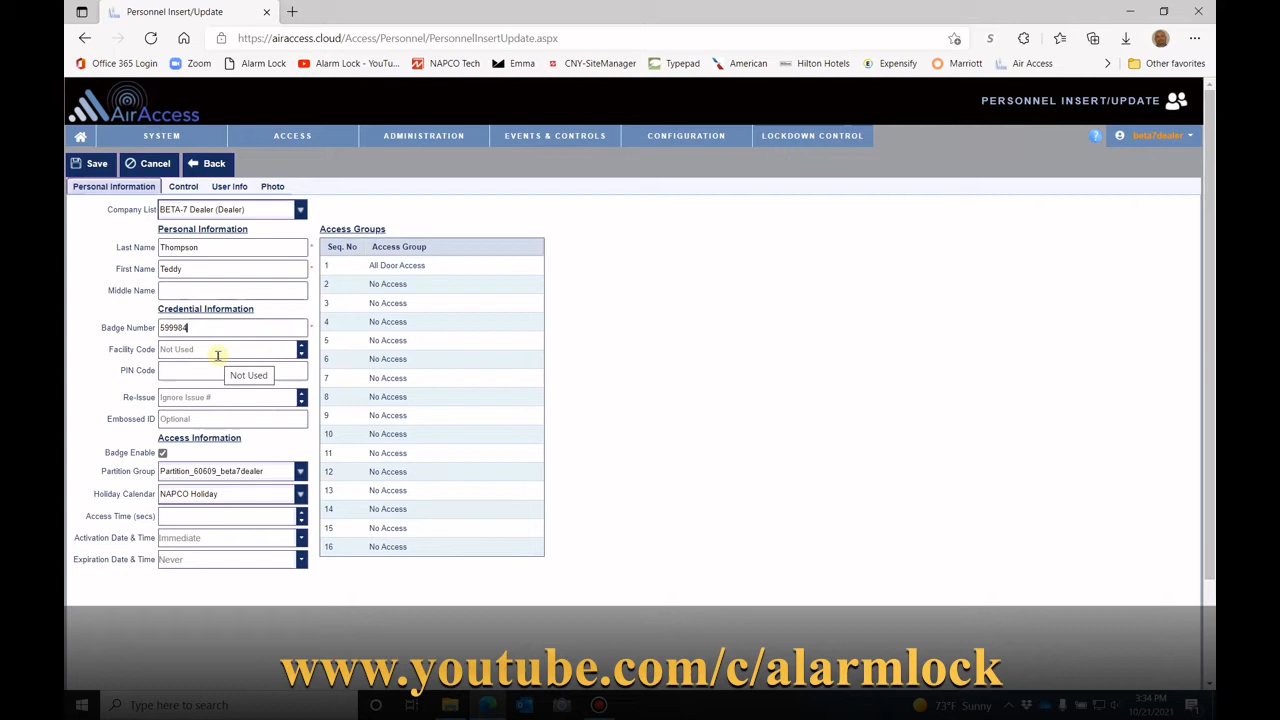 Personnel Insert/Update
https://airaccess.cloud/Access/Personnel/PersonnelInsertUpdate.aspx
Office 365 Login Zoom Alarm Lock Alarm Lock - YouTu... NAPCO Tech Emma CNY-SiteManager Typepad American Hilton Hotels Expensify Marriott Air Access Other favorites
AirAccess PERSONNEL INSERT/UPDATE
SYSTEM ACCESS ADMINISTRATION EVENTS & CONTROLS CONFIGURATION LOCKDOWN CONTROL beta7dealer
Save Cancel Back
Personal Information Control User Info Photo
Company List BETA-7 Dealer (Dealer)
Personal Information
Last Name Thompson *
First Name Teddy *
Middle Name
Credential Information
Badge Number 599984 *
Facility Code Not Used
PIN Code Not Used
Re-Issue Ignore Issue #
Embossed ID Optional
Access Information
Badge Enable
Partition Group Partition_60609_beta7dealer
Holiday Calendar NAPCO Holiday
Access Time (secs)
Activation Date & Time Immediate
Expiration Date & Time Never
Access Groups
Seq. No Access Group
1 All Door Access
2 No Access
3 No Access
4 No Access
5 No Access
6 No Access
7 No Access
8 No Access
9 No Access
10 No Access
11 No Access
12 No Access
13 No Access
14 No Access
15 No Access
16 No Access
www.youtube.com/c/alarmlock
Type here to search 73°F Sunny 3:34 PM
10/21/2021